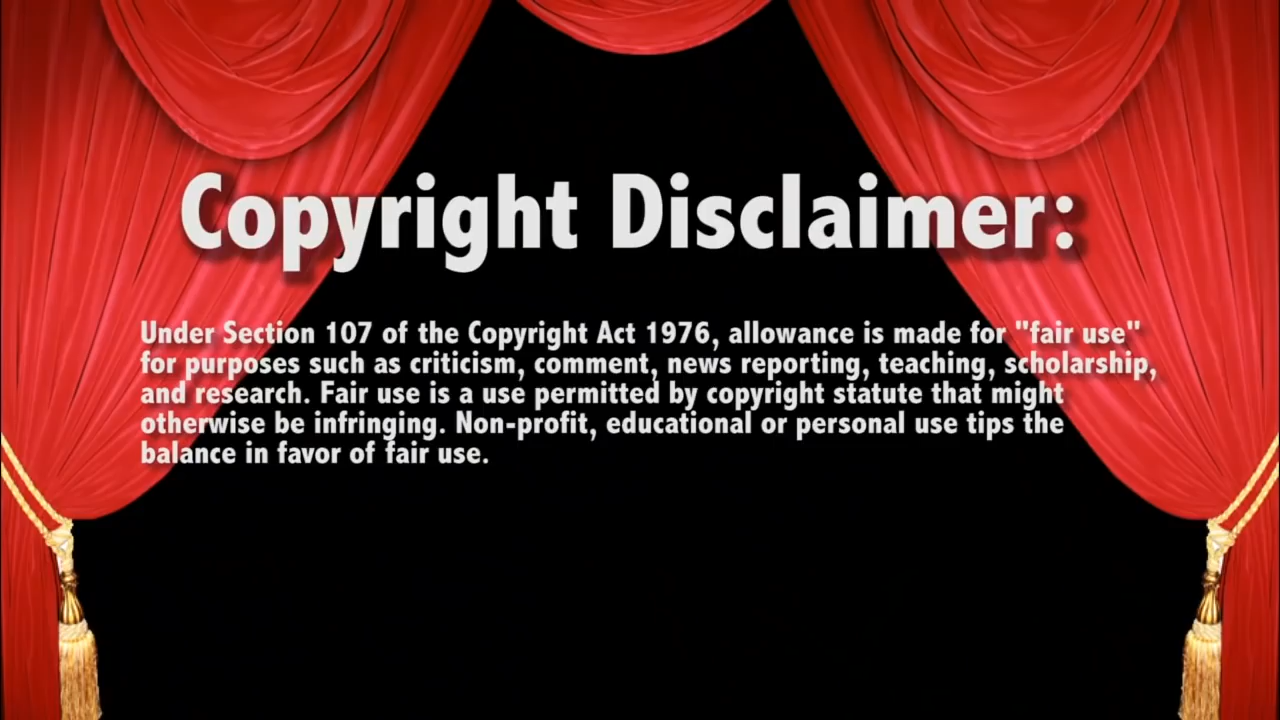 Copyright Disclaimer:
Under Section 107 of the Copyright Act 1976, allowance is made for "fair use"
for purposes such as criticism, comment, news reporting, teaching, scholarship,
and research. Fair use is a use permitted by copyright statute that might
otherwise be infringing. Non-profit, educational or personal use tips the
balance in favor of fair use.